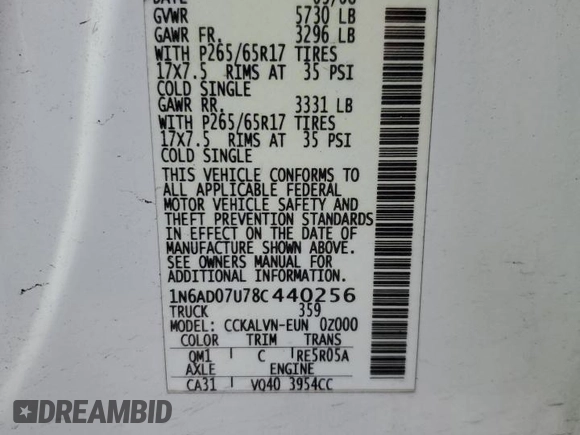 DATE 05/08
GVWR 5730 LB
GAWR FR. 3296 LB
WITH P265/65R17 TIRES
17X7.5 RIMS AT 35 PSI
COLD SINGLE
GAWR RR. 3331 LB
WITH P265/65R17 TIRES
17X7.5 RIMS AT 35 PSI
COLD SINGLE
THIS VEHICLE CONFORMS TO
ALL APPLICABLE FEDERAL
MOTOR VEHICLE SAFETY AND
THEFT PREVENTION STANDARDS
IN EFFECT ON THE DATE OF
MANUFACTURE SHOWN ABOVE.
SEE OWNERS MANUAL FOR
ADDITIONAL INFORMATION.
1N6AD07U78C440256
TRUCK 359
MODEL: CCKALVN-EUN 0Z000
COLOR TRIM TRANS
QM1 C RE5R05A
AXLE ENGINE
CA31 VQ40 3954CC
DREAMBID